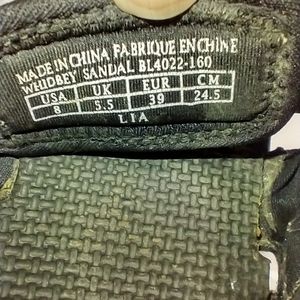 MADE IN CHINA FABRIQUE EN CHINE
WHIDBEY SANDAL BL4022-160
USA UK EUR CM
8 5.5 39 24.5
LIA